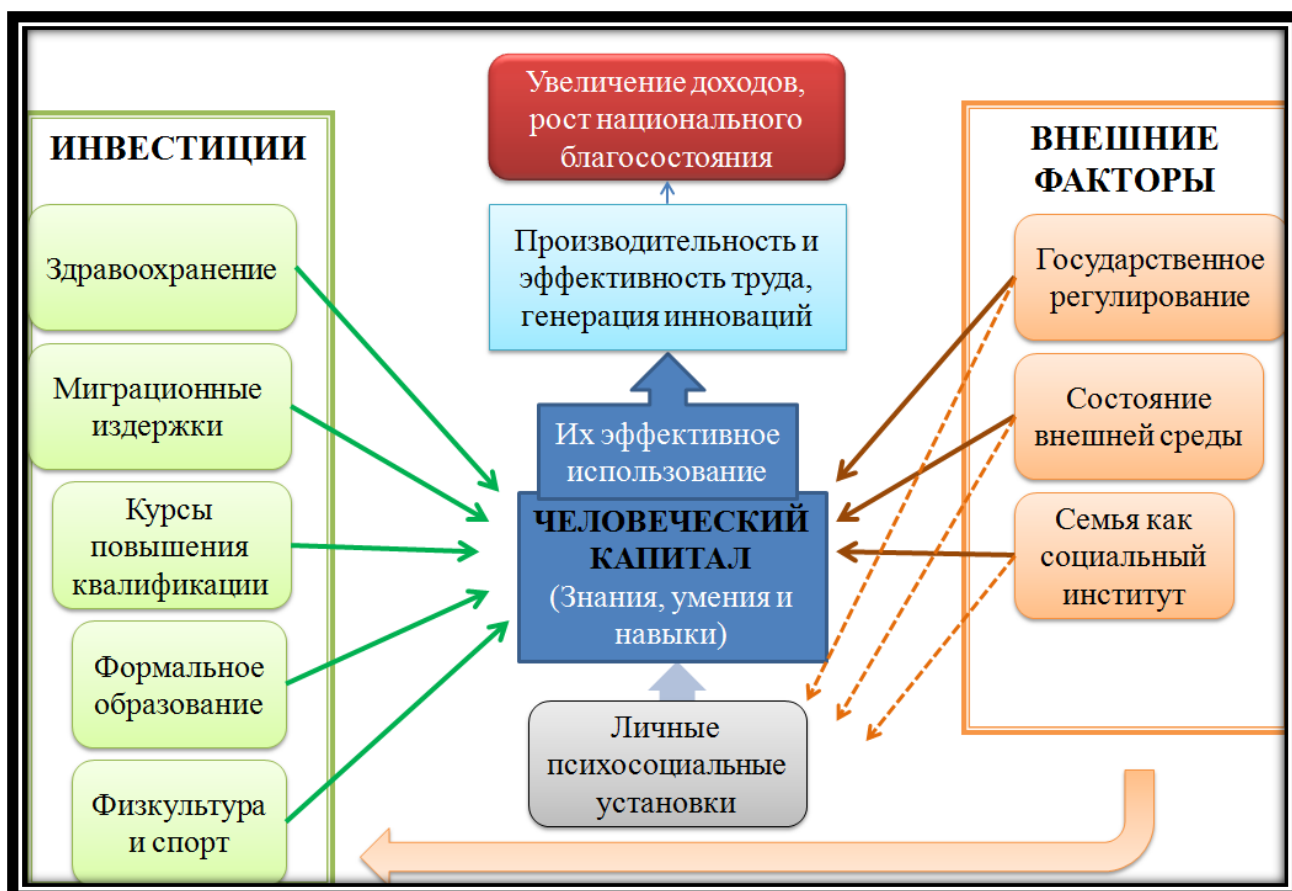 ИНВЕСТИЦИИ
Здравоохранение
Миграционные
издержки
Курсы
повышения
квалификации
Формальное
образование
Физкультура
и спорт
Увеличение доходов,
рост национального
благосостояния
Производительность и
эффективность труда,
генерация инноваций
Их эффективное
использование
ЧЕЛОВЕЧЕСКИЙ
КАПИТАЛ
(Знания, умения и
навыки)
Личные
психосоциальные
установки
ВНЕШНИЕ
ФАКТОРЫ
Государственное
регулирование
Состояние
внешней среды
Семья как
социальный
институт